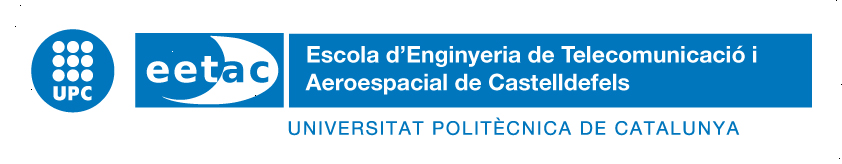 UPC
eetac
Escola d'Enginyeria de Telecomunicació i
Aeroespacial de Castelldefels
UNIVERSITAT POLITÈCNICA DE CATALUNYA